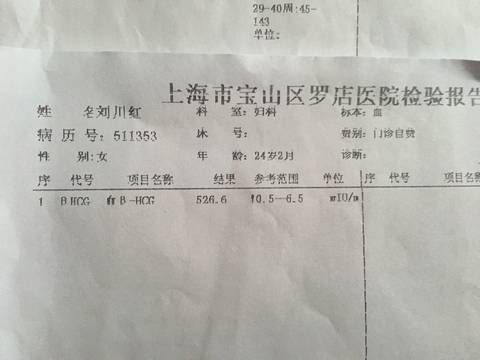 29-40周:45-
143
单位:
上海市宝山区罗店医院检验报告
姓 名刘川红 科 室:妇科 标本:血
病 历 号:511353 床 号: 费别:门诊自费
性 别:女 年 龄:24岁2月 诊断:
序 代号 项目名称 结果 参考范围 单位 序 代号 项目名称
1 B.HCG β-HCG 526.6 0.5-6.5 mIU/m